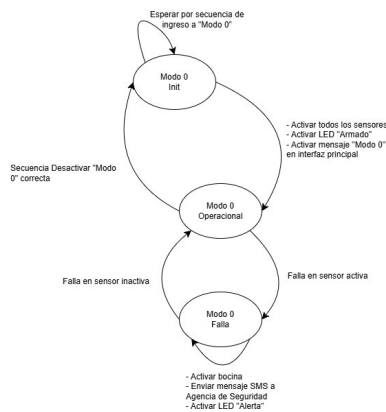 Esperar por secuencia de
ingreso a "Modo 0"
Modo 0
Init
- Activar todos los sensores
- Activar LED "Armado"
- Activar mensaje "Modo 0"
en interfaz principal
Secuencia Desactivar "Modo
0" correcta
Modo 0
Operacional
Falla en sensor inactiva
Falla en sensor activa
Modo 0
Falla
- Activar bocina
- Enviar mensaje SMS a
Agencia de Seguridad
- Activar LED "Alerta"